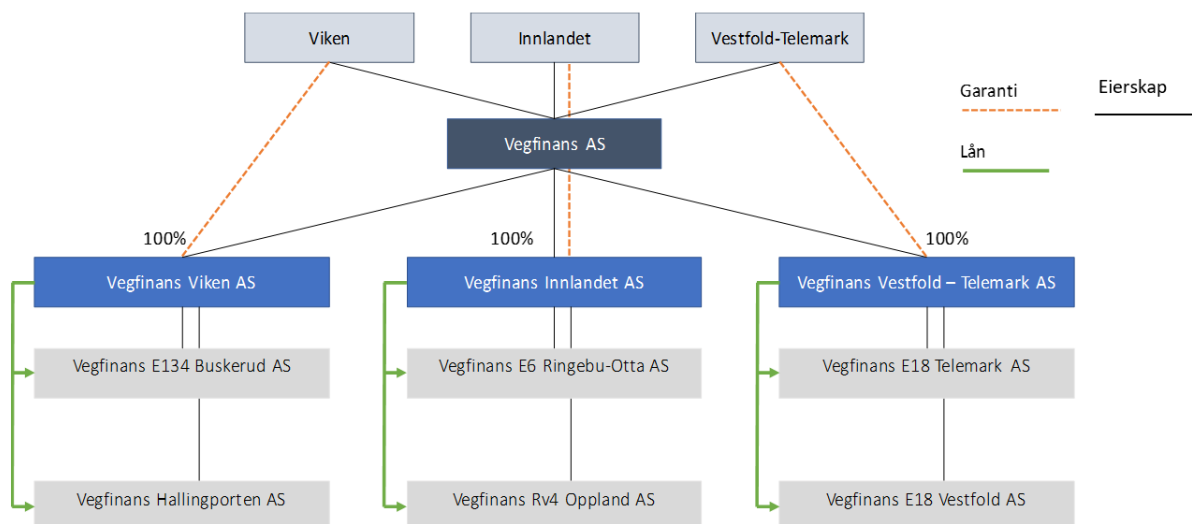 Viken
Innlandet
Vestfold-Telemark
Garanti
Eierskap
Vegfinans AS
Lån
100%
100%
100%
Vegfinans Viken AS
Vegfinans Innlandet AS
Vegfinans Vestfold – Telemark AS
Vegfinans E134 Buskerud AS
Vegfinans E6 Ringebu-Otta AS
Vegfinans E18 Telemark AS
Vegfinans Hallingporten AS
Vegfinans Rv4 Oppland AS
Vegfinans E18 Vestfold AS